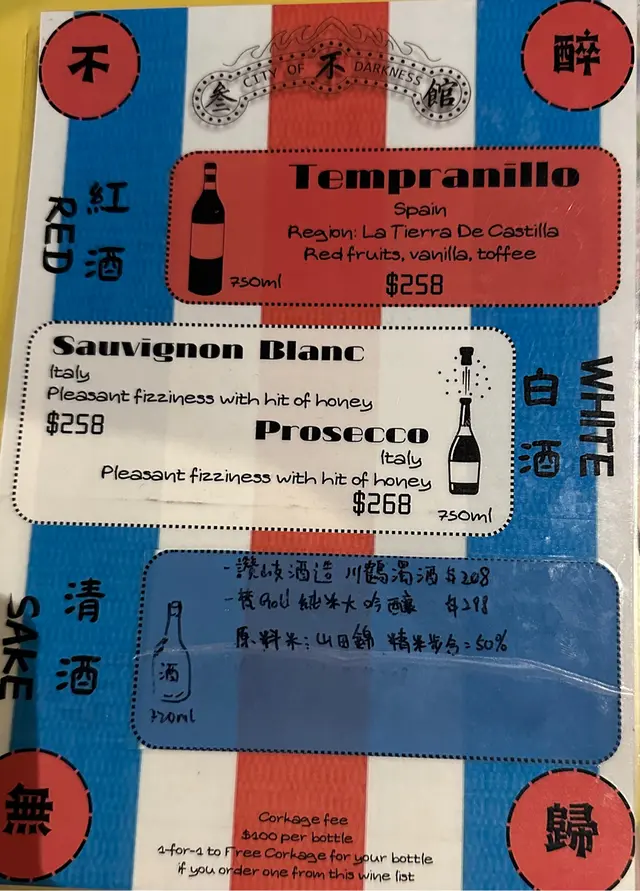 不
醉
CITY OF DARKNESS
叁 不 館
紅酒
RED
Tempranillo
Spain
Region: La Tierra De Castilla
Red fruits, vanilla, toffee
750ml
$258
Sauvignon Blanc
Italy
Pleasant fizziness with hit of honey
$258
Prosecco
Italy
Pleasant fizziness with hit of honey
$268
750ml
白酒
WHITE
清酒
SAKE
-讚岐酒造 川鶴濁酒 $208
純米大吟釀 $298
原料米:山田錦 精米步合:50%
酒
720ml
Corkage fee
$100 per bottle
1-for-1 to Free Corkage for your bottle
if you order one from this wine list
無
歸